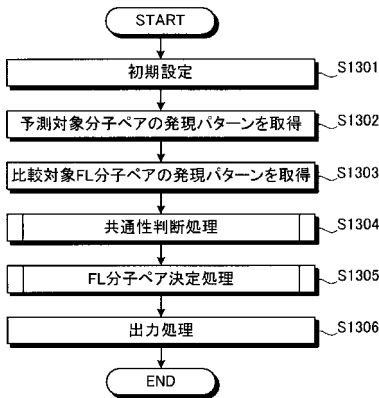 START
初期設定
S1301
予測対象分子ペアの発現パターンを取得
S1302
比較対象FL分子ペアの発現パターンを取得
S1303
共通性判断処理
S1304
FL分子ペア決定処理
S1305
出力処理
S1306
END